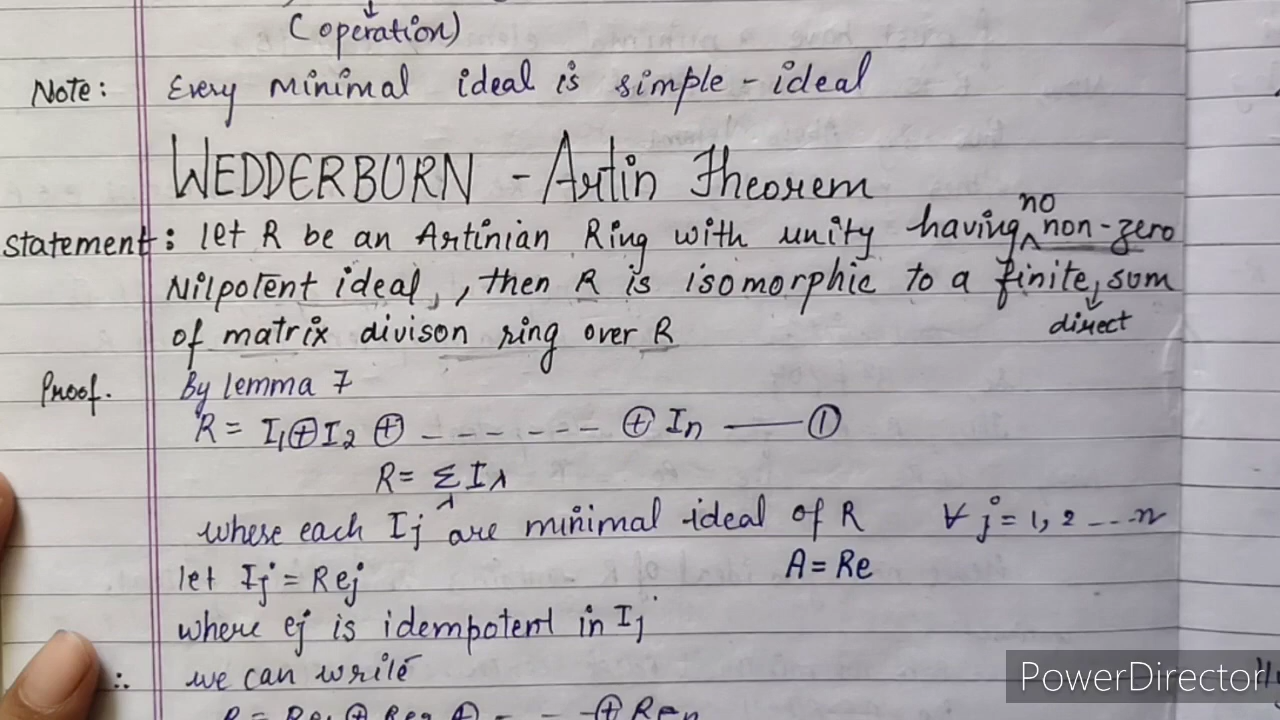 (operation)
Note: Every minimal ideal is simple-ideal
WEDDERBURN - Artin Theorem
Statement: let R be an Artinian Ring with unity having no non-zero
Nilpotent ideal, , then R is isomorphic to a finite, direct sum
of matrix divison ring over R
Proof. By lemma 7
R = I₁⊕I₂ ⊕ - - - - - - - ⊕ In —— ①
R = Σ Iλ
λ
where each Ij are minimal ideal of R ∀ j = 1, 2 ---n
let Ij = Rej A = Re
where ej is idempotent in Ij
∴ we can write
R = Re₁ ⊕ Re₂ ⊕ - - - ⊕ Ren
PowerDirector